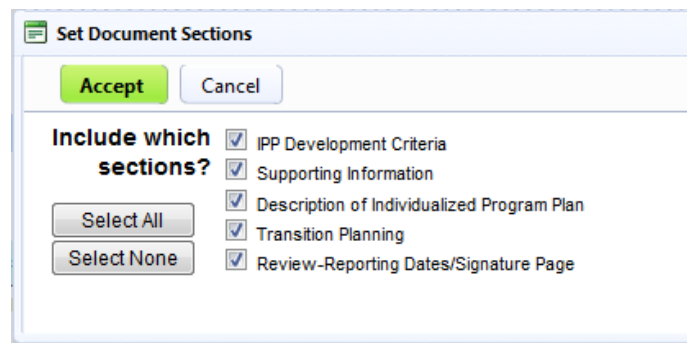 Set Document Sections
Accept Cancel
Include which
sections?
IPP Development Criteria
Supporting Information
Description of Individualized Program Plan
Transition Planning
Review-Reporting Dates/Signature Page
Select All
Select None